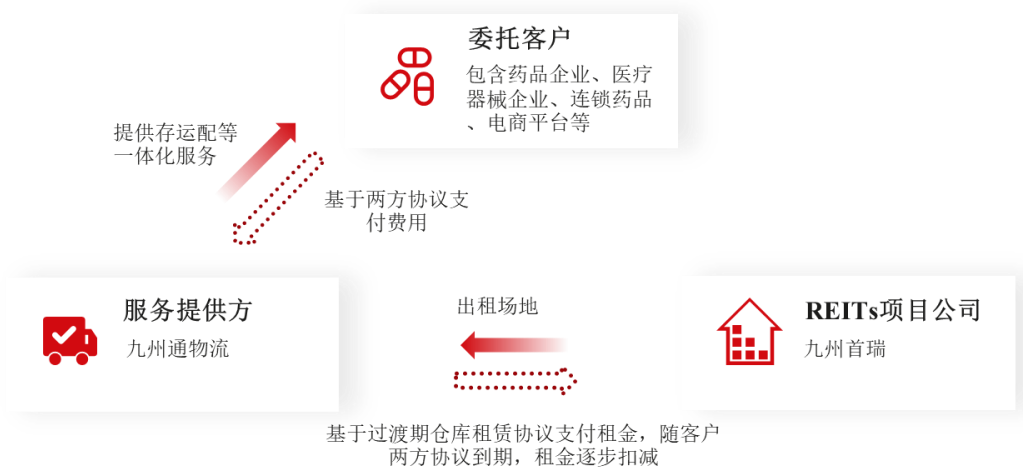 委托客户
包含药品企业、医疗
器械企业、连锁药品
、电商平台等
提供存运配等
一体化服务
基于两方协议支
付费用
服务提供方
九州通物流
出租场地
REITs项目公司
九州首瑞
基于过渡期仓库租赁协议支付租金，随客户
两方协议到期，租金逐步扣减